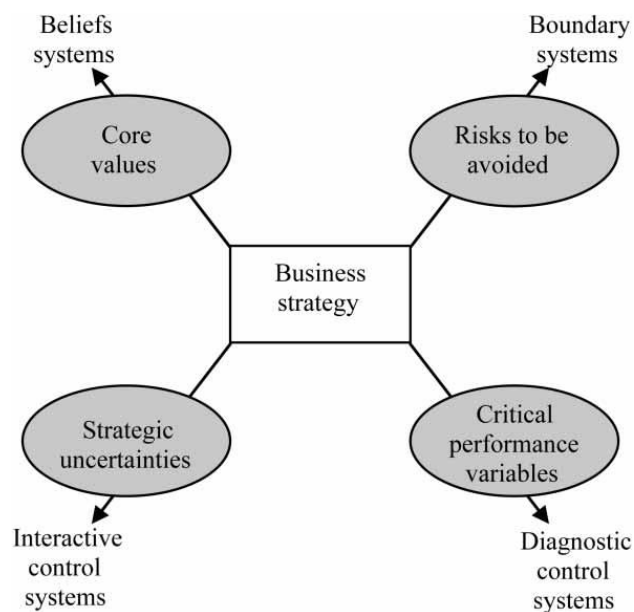 Beliefs
systems
Boundary
systems
Core
values
Risks to be
avoided
Business
strategy
Strategic
uncertainties
Critical
performance
variables
Interactive
control
systems
Diagnostic
control
systems